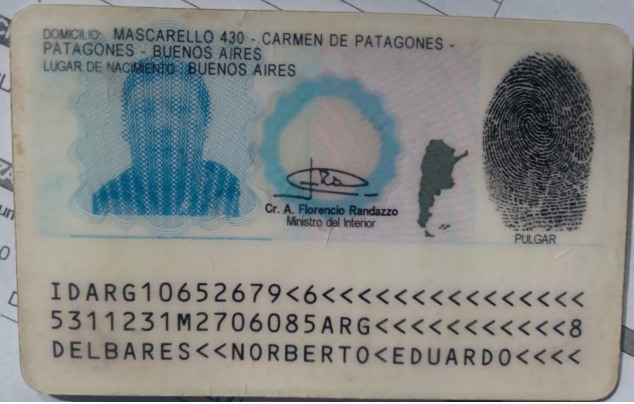 DOMICILIO: MASCARELLO 430 - CARMEN DE PATAGONES -
PATAGONES - BUENOS AIRES
LUGAR DE NACIMIENTO: BUENOS AIRES
Cr. A. Florencio Randazzo
Ministro del Interior
PULGAR
IDARG10652679<6<<<<<<<<<<<<<<<
5311231M2706085ARG<<<<<<<<<<<8
DELBARES<<NORBERTO<EDUARDO<<<<